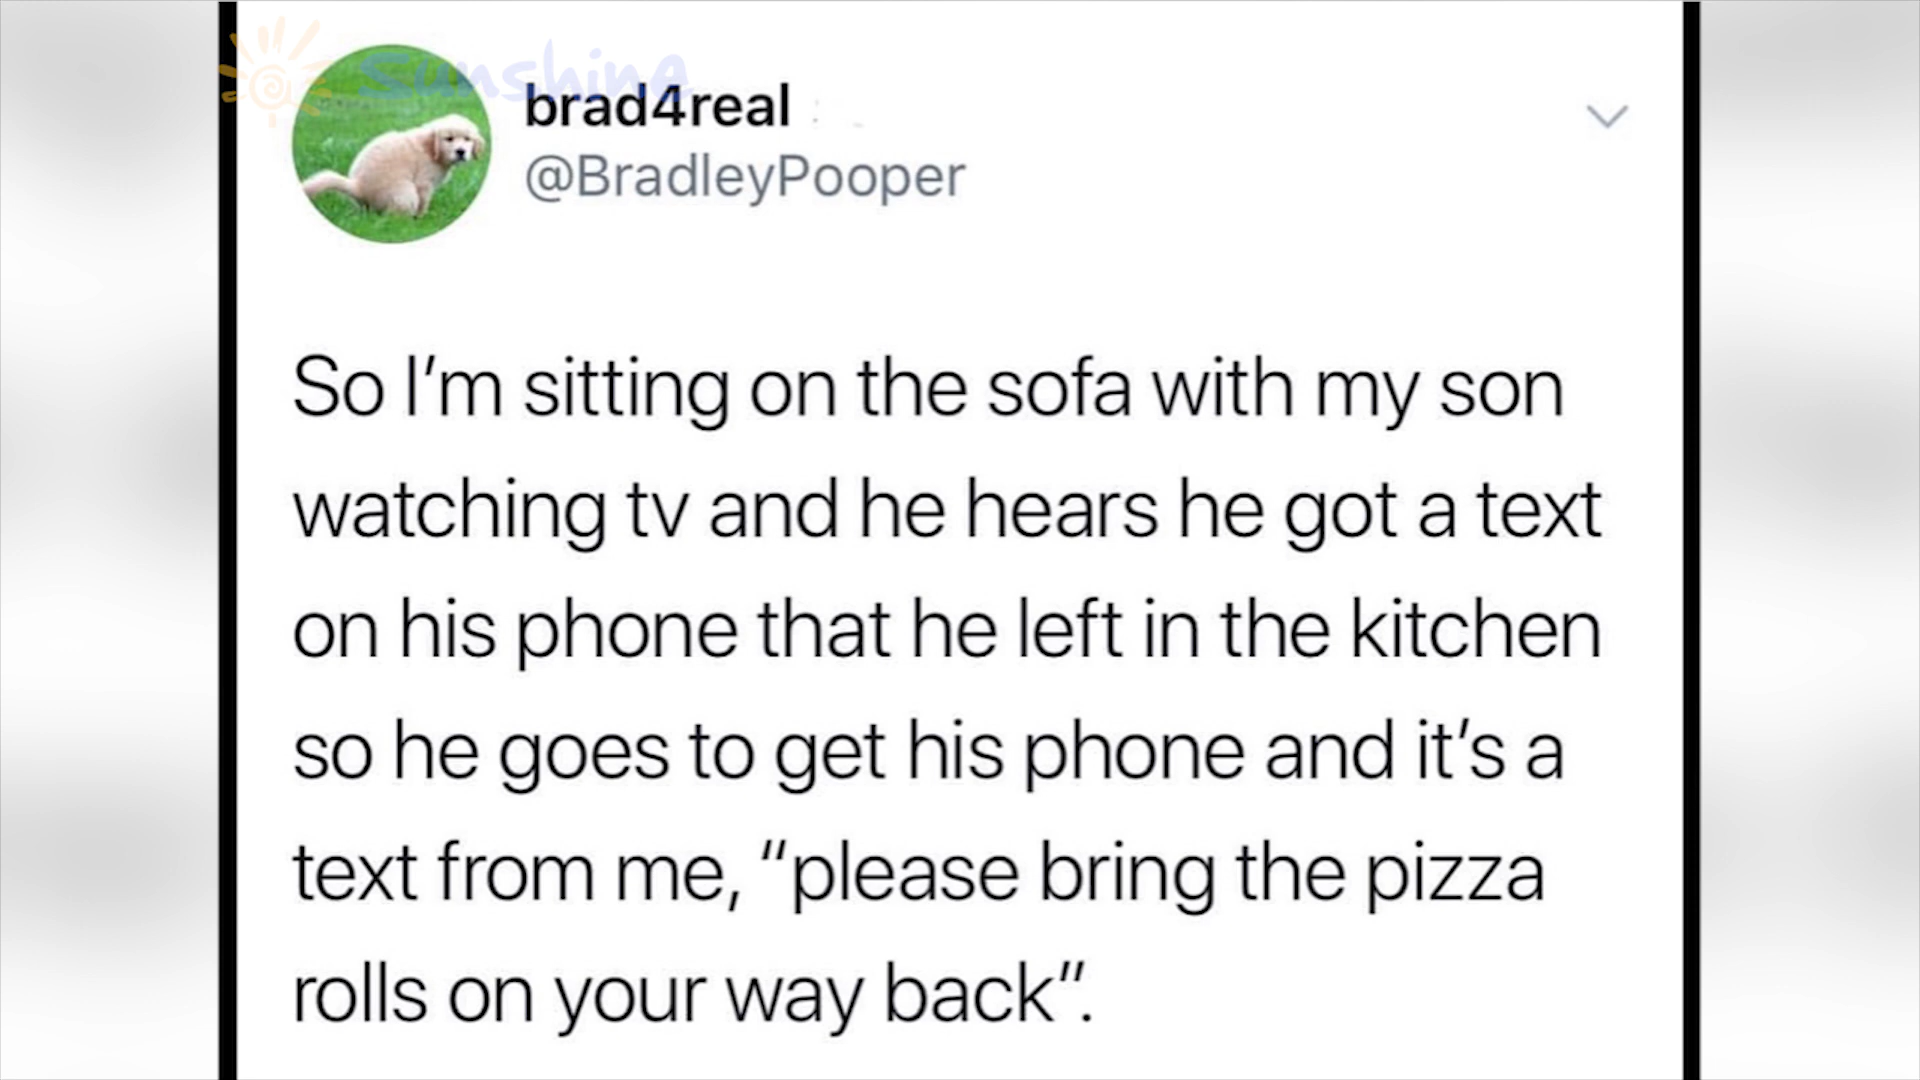 Sunshine
brad4real
@BradleyPooper
So I’m sitting on the sofa with my son
watching tv and he hears he got a text
on his phone that he left in the kitchen
so he goes to get his phone and it’s a
text from me, “please bring the pizza
rolls on your way back”.